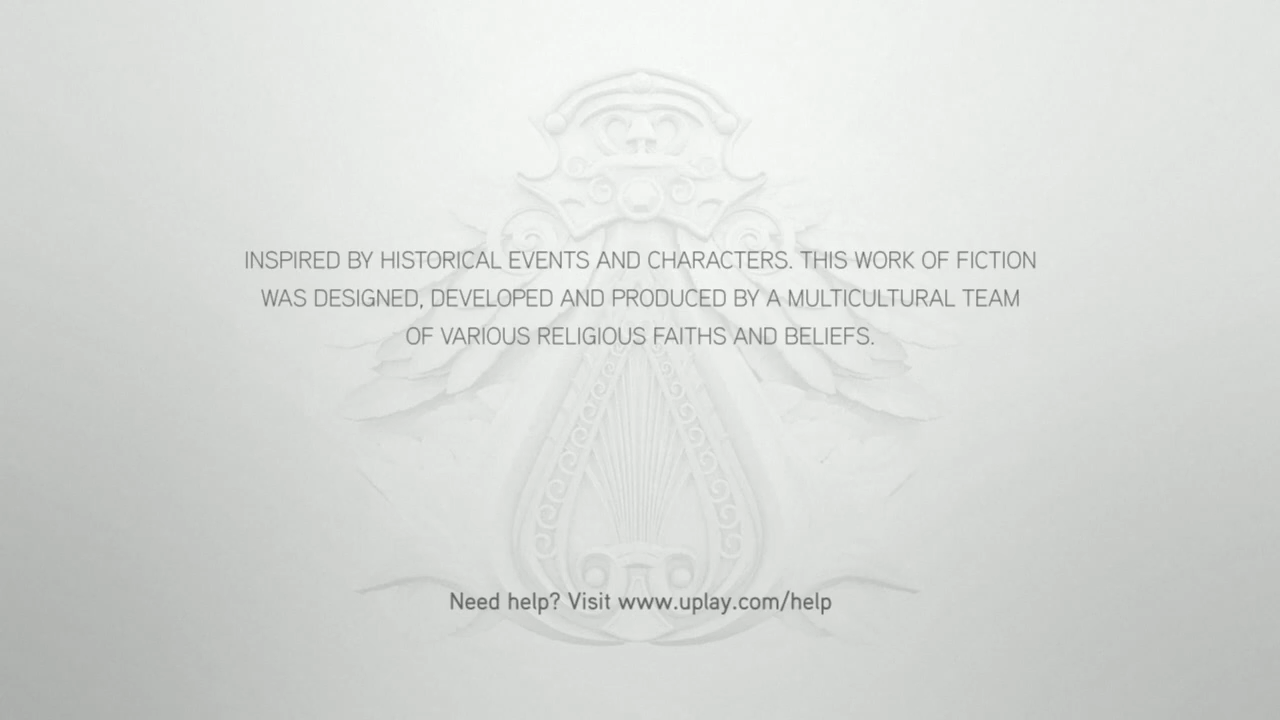 INSPIRED BY HISTORICAL EVENTS AND CHARACTERS. THIS WORK OF FICTION
WAS DESIGNED, DEVELOPED AND PRODUCED BY A MULTICULTURAL TEAM
OF VARIOUS RELIGIOUS FAITHS AND BELIEFS.
Need help? Visit www.uplay.com/help